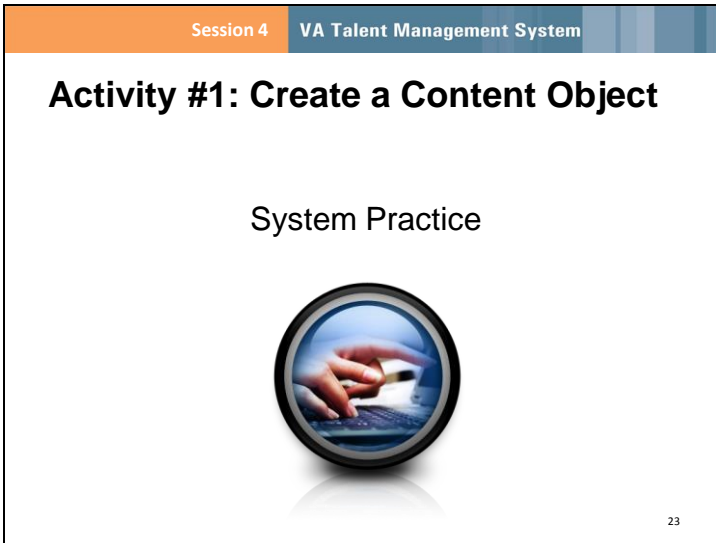 Session 4 VA Talent Management System
Activity #1: Create a Content Object
System Practice
23